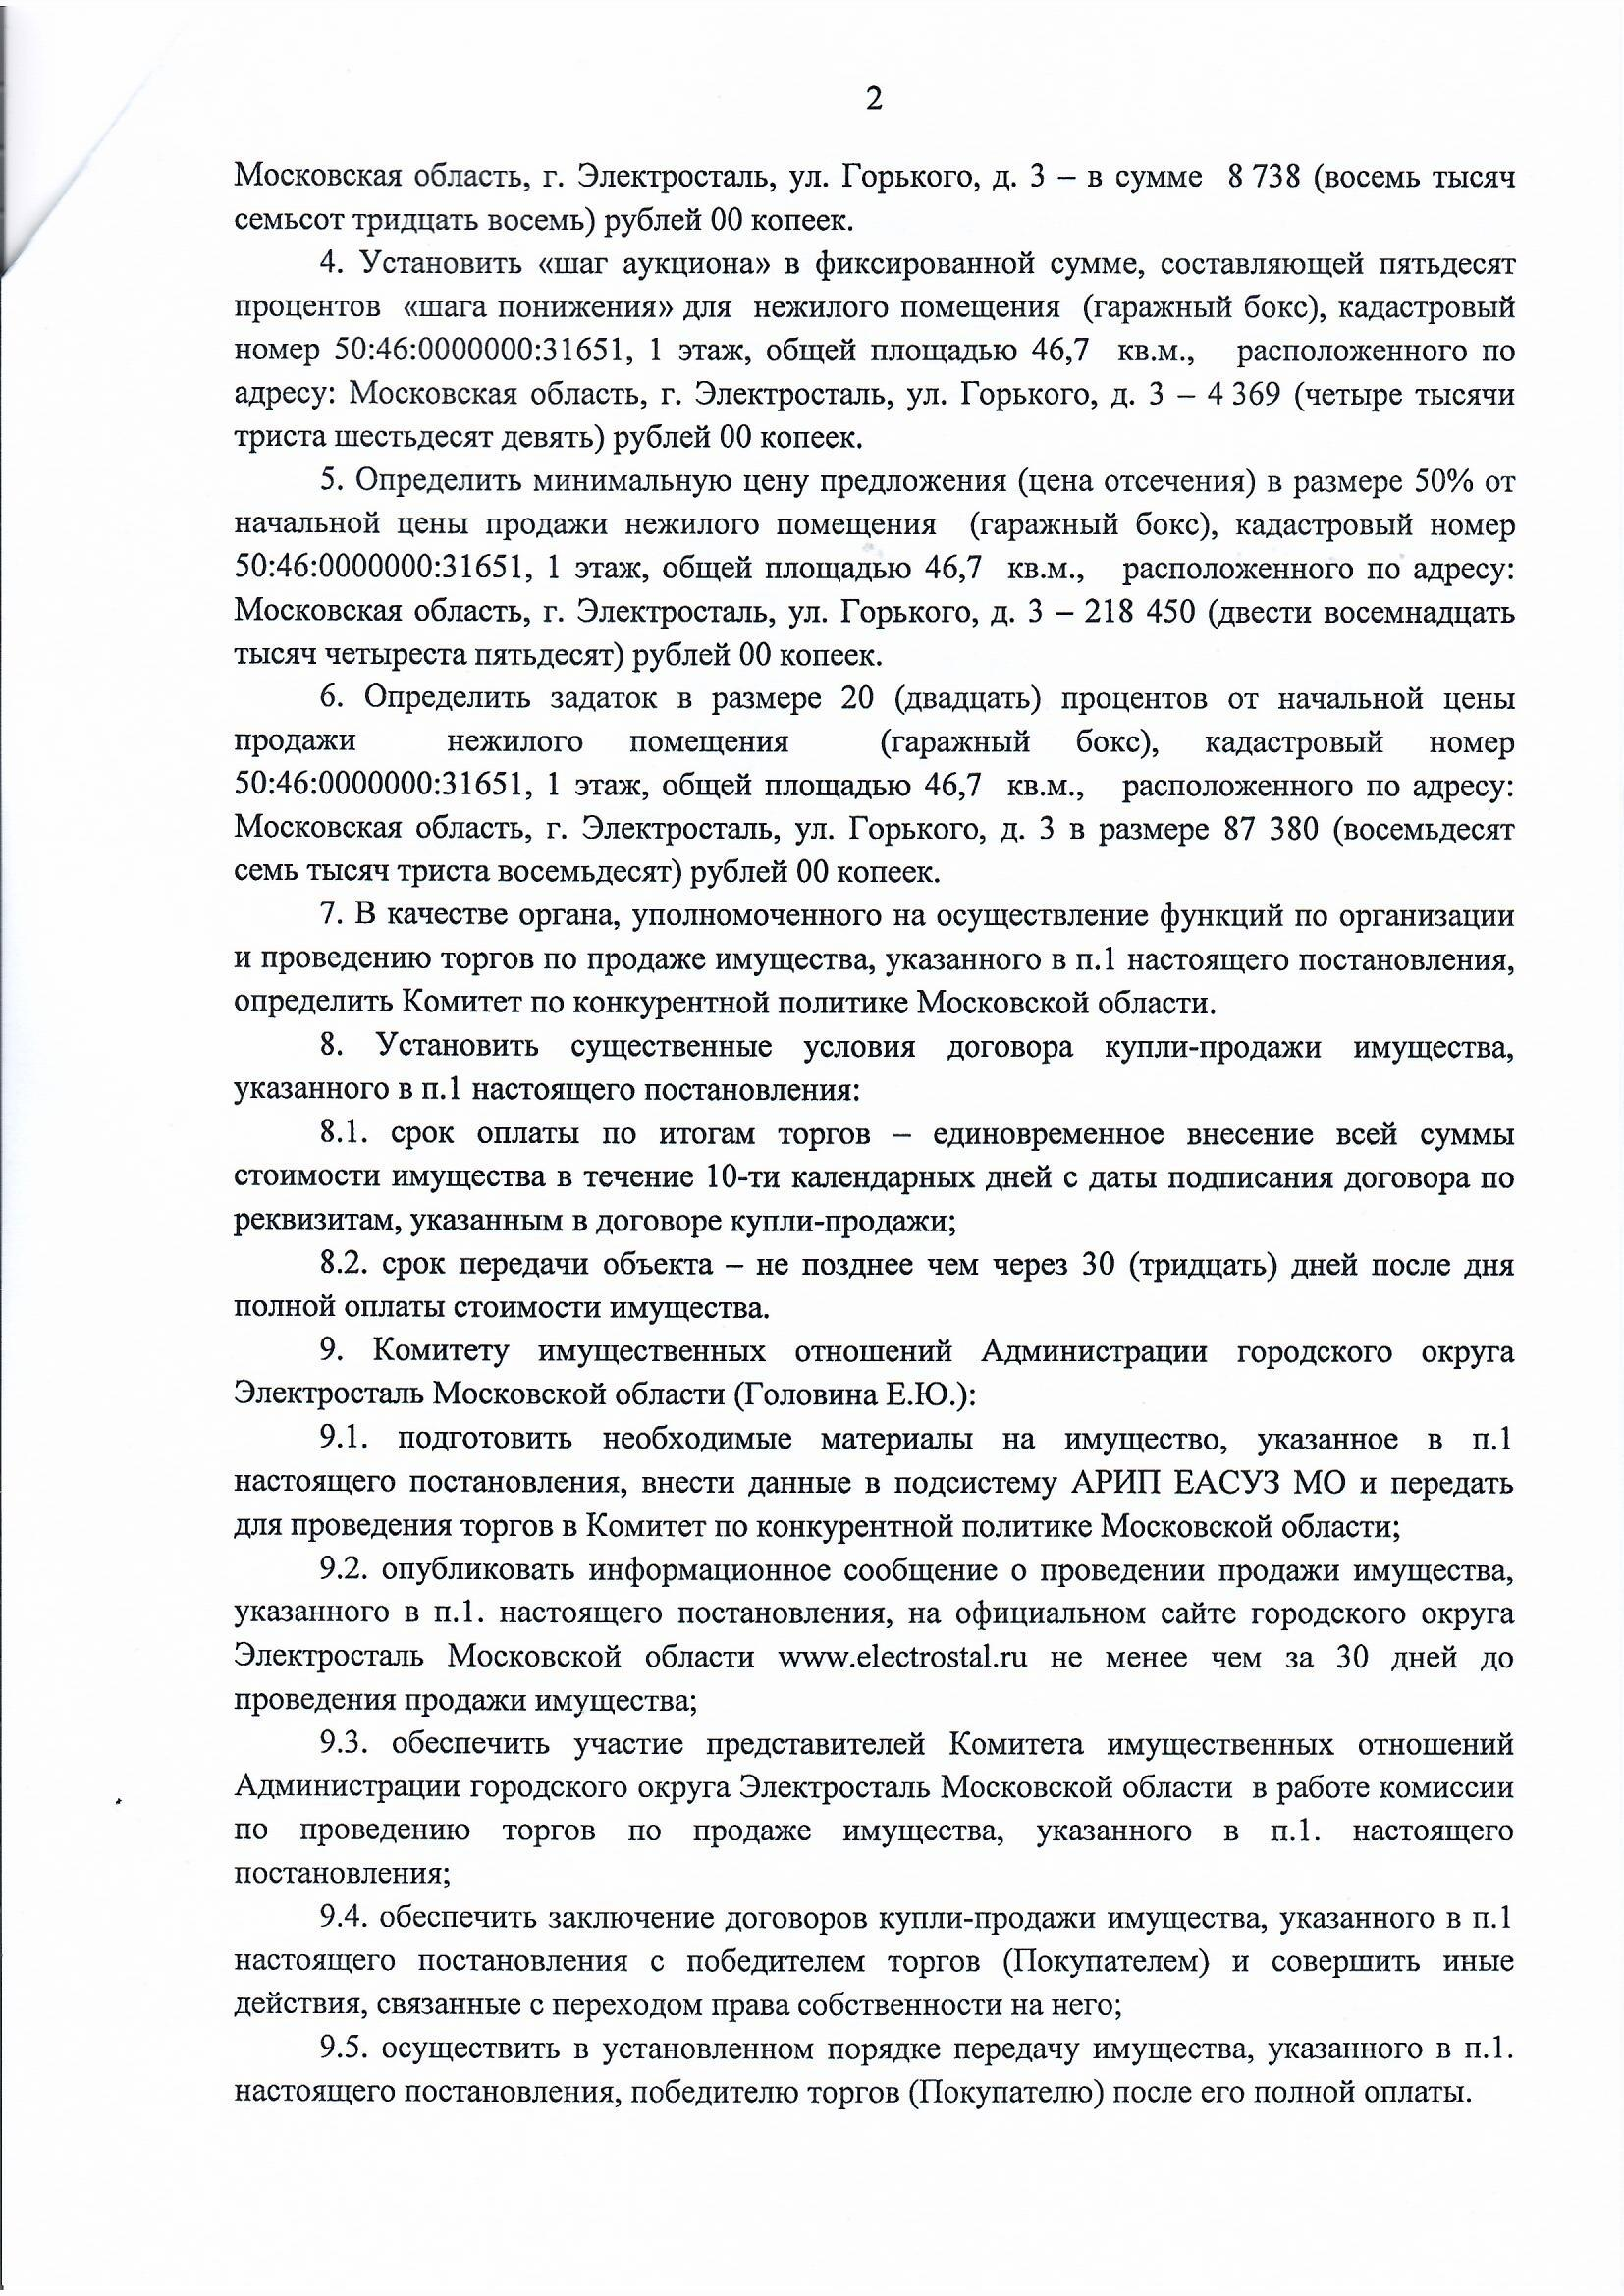 2
Московская область, г. Электросталь, ул. Горького, д. 3 – в сумме 8 738 (восемь тысяч
семьсот тридцать восемь) рублей 00 копеек.
4. Установить «шаг аукциона» в фиксированной сумме, составляющей пятьдесят
процентов «шага понижения» для нежилого помещения (гаражный бокс), кадастровый
номер 50:46:0000000:31651, 1 этаж, общей площадью 46,7 кв.м., расположенного по
адресу: Московская область, г. Электросталь, ул. Горького, д. 3 – 4 369 (четыре тысячи
триста шестьдесят девять) рублей 00 копеек.
5. Определить минимальную цену предложения (цена отсечения) в размере 50% от
начальной цены продажи нежилого помещения (гаражный бокс), кадастровый номер
50:46:0000000:31651, 1 этаж, общей площадью 46,7 кв.м., расположенного по адресу:
Московская область, г. Электросталь, ул. Горького, д. 3 – 218 450 (двести восемнадцать
тысяч четыреста пятьдесят) рублей 00 копеек.
6. Определить задаток в размере 20 (двадцать) процентов от начальной цены
продажи нежилого помещения (гаражный бокс), кадастровый номер
50:46:0000000:31651, 1 этаж, общей площадью 46,7 кв.м., расположенного по адресу:
Московская область, г. Электросталь, ул. Горького, д. 3 в размере 87 380 (восемьдесят
семь тысяч триста восемьдесят) рублей 00 копеек.
7. В качестве органа, уполномоченного на осуществление функций по организации
и проведению торгов по продаже имущества, указанного в п.1 настоящего постановления,
определить Комитет по конкурентной политике Московской области.
8. Установить существенные условия договора купли-продажи имущества,
указанного в п.1 настоящего постановления:
8.1. срок оплаты по итогам торгов – единовременное внесение всей суммы
стоимости имущества в течение 10-ти календарных дней с даты подписания договора по
реквизитам, указанным в договоре купли-продажи;
8.2. срок передачи объекта – не позднее чем через 30 (тридцать) дней после дня
полной оплаты стоимости имущества.
9. Комитету имущественных отношений Администрации городского округа
Электросталь Московской области (Головина Е.Ю.):
9.1. подготовить необходимые материалы на имущество, указанное в п.1
настоящего постановления, внести данные в подсистему АРИП ЕАСУЗ МО и передать
для проведения торгов в Комитет по конкурентной политике Московской области;
9.2. опубликовать информационное сообщение о проведении продажи имущества,
указанного в п.1. настоящего постановления, на официальном сайте городского округа
Электросталь Московской области www.electrostal.ru не менее чем за 30 дней до
проведения продажи имущества;
9.3. обеспечить участие представителей Комитета имущественных отношений
Администрации городского округа Электросталь Московской области в работе комиссии
по проведению торгов по продаже имущества, указанного в п.1. настоящего
постановления;
9.4. обеспечить заключение договоров купли-продажи имущества, указанного в п.1
настоящего постановления с победителем торгов (Покупателем) и совершить иные
действия, связанные с переходом права собственности на него;
9.5. осуществить в установленном порядке передачу имущества, указанного в п.1.
настоящего постановления, победителю торгов (Покупателю) после его полной оплаты.